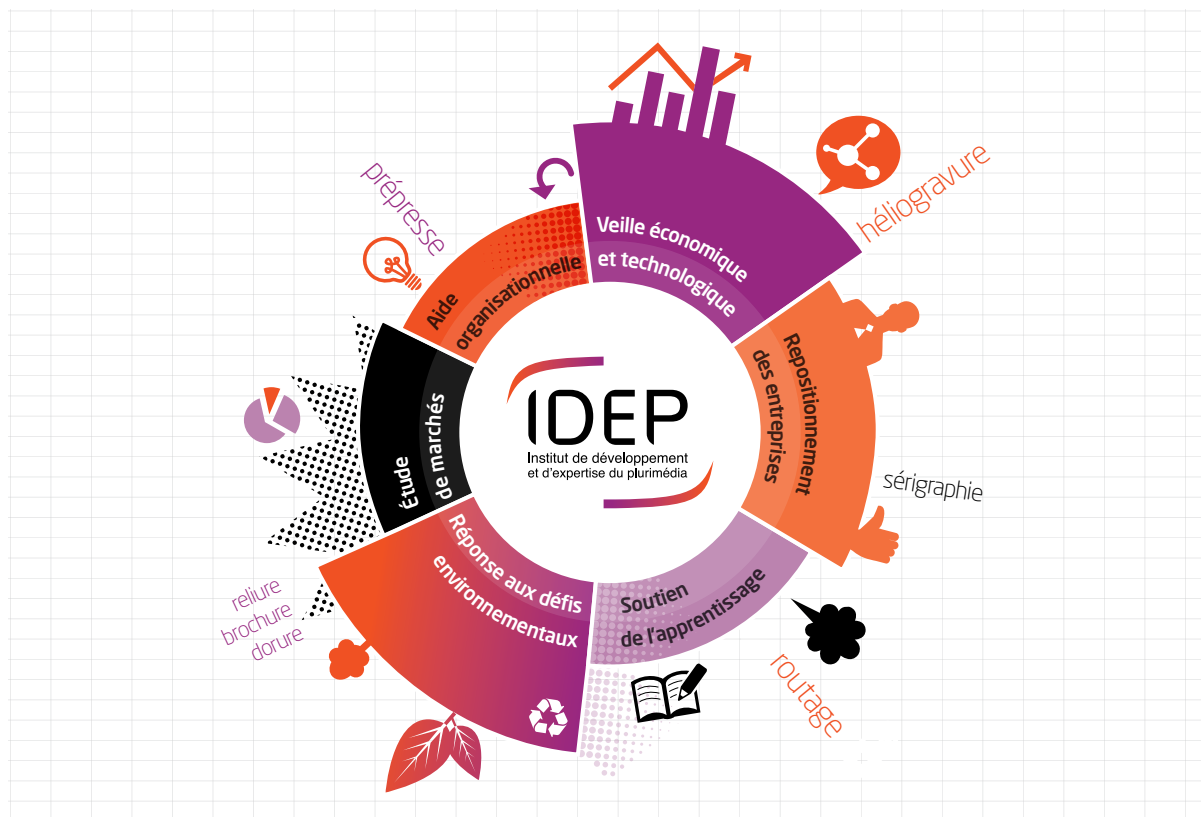 prépresse
héliogravure
Veille économique
et technologique
Aide
organisationnelle
Repositionnement
des entreprises
Étude
de marchés
IDEP
Institut de développement
et d'expertise du plurimédia
sérigraphie
Réponse aux défis
environnementaux
Soutien
de l'apprentissage
reliure
brochure
dorure
routage